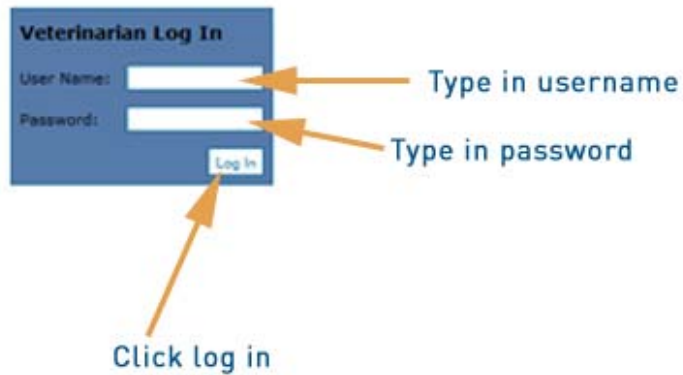 Veterinarian Log In
User Name:
Type in username
Password:
Type in password
Log In
Click log in